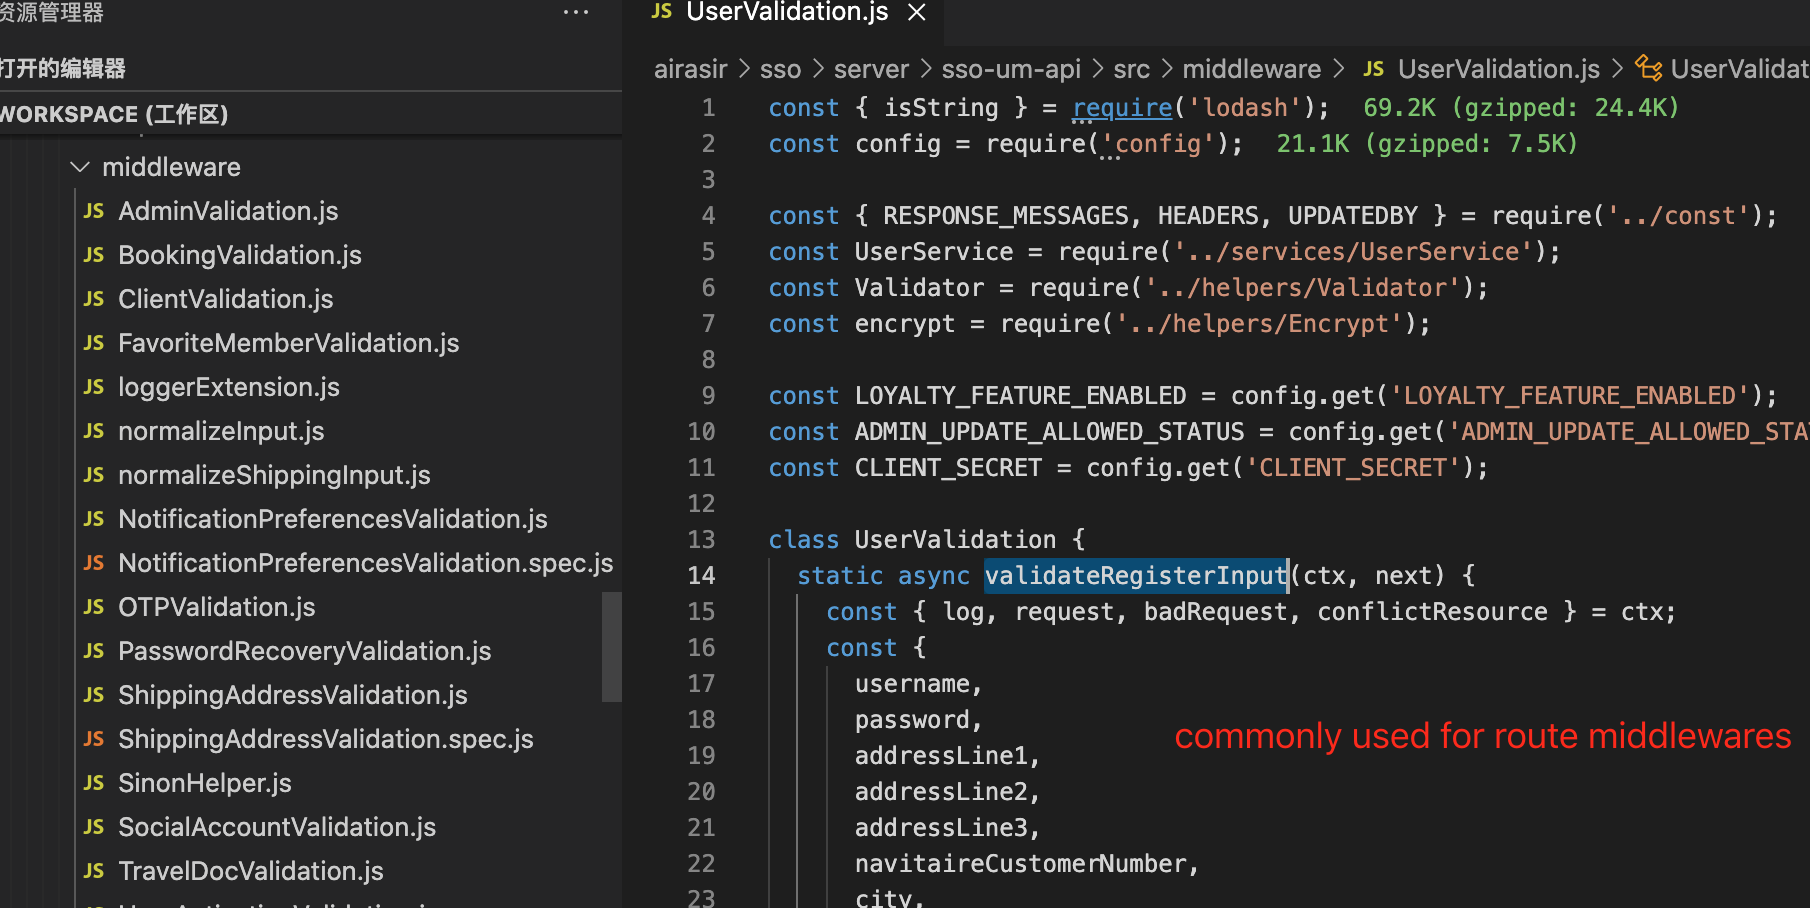 资源管理器 ···
打开的编辑器
WORKSPACE (工作区)
middleware
JS AdminValidation.js
JS BookingValidation.js
JS ClientValidation.js
JS FavoriteMemberValidation.js
JS loggerExtension.js
JS normalizeInput.js
JS normalizeShippingInput.js
JS NotificationPreferencesValidation.js
JS NotificationPreferencesValidation.spec.js
JS OTPValidation.js
JS PasswordRecoveryValidation.js
JS ShippingAddressValidation.js
JS ShippingAddressValidation.spec.js
JS SinonHelper.js
JS SocialAccountValidation.js
JS TravelDocValidation.js
JS UserValidation.js ×
airasir > sso > server > sso-um-api > src > middleware > JS UserValidation.js > UserValidat
1 const { isString } = require('lodash'); 69.2K (gzipped: 24.4K)
2 const config = require('config'); 21.1K (gzipped: 7.5K)
3
4 const { RESPONSE_MESSAGES, HEADERS, UPDATEDBY } = require('../const');
5 const UserService = require('../services/UserService');
6 const Validator = require('../helpers/Validator');
7 const encrypt = require('../helpers/Encrypt');
8
9 const LOYALTY_FEATURE_ENABLED = config.get('LOYALTY_FEATURE_ENABLED');
10 const ADMIN_UPDATE_ALLOWED_STATUS = config.get('ADMIN_UPDATE_ALLOWED_STA
11 const CLIENT_SECRET = config.get('CLIENT_SECRET');
12
13 class UserValidation {
14 static async validateRegisterInput(ctx, next) {
15 const { log, request, badRequest, conflictResource } = ctx;
16 const {
17 username,
18 password,
commonly used for route middlewares
19 addressLine1,
20 addressLine2,
21 addressLine3,
22 navitaireCustomerNumber,
23 city,